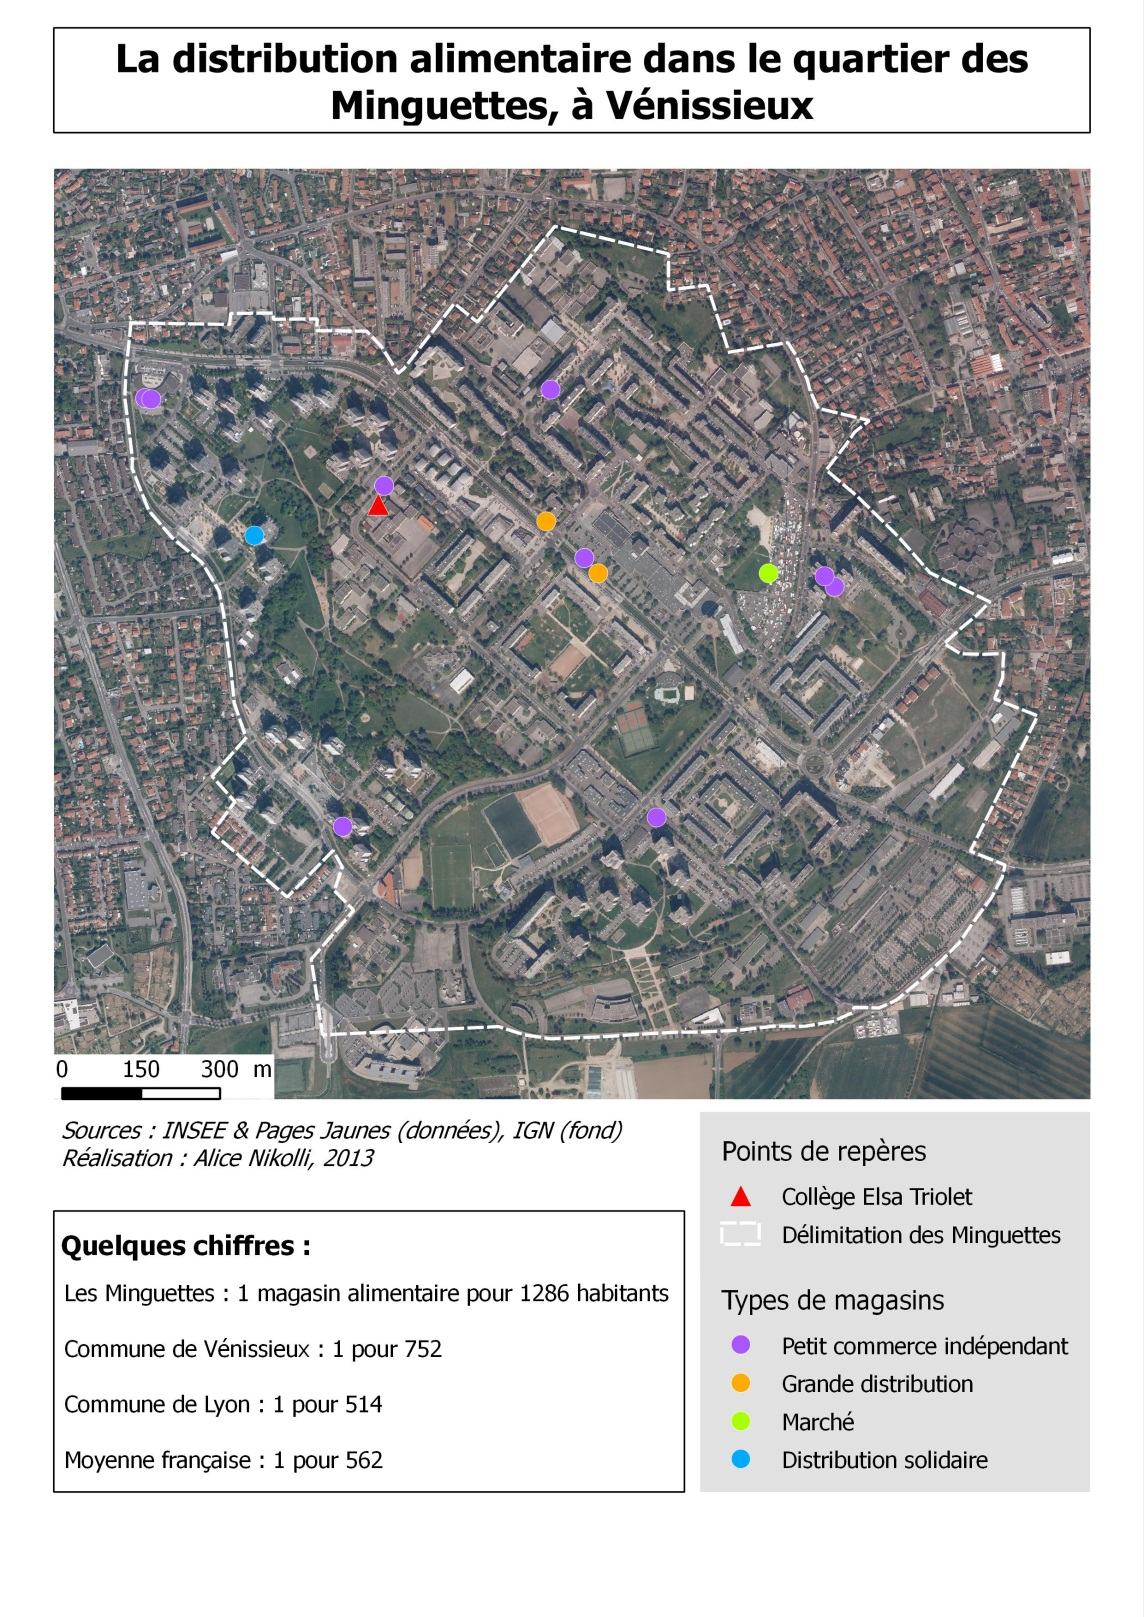 La distribution alimentaire dans le quartier des
Minguettes, à Vénissieux
0 150 300 m
Sources : INSEE & Pages Jaunes (données), IGN (fond)
Réalisation : Alice Nikolli, 2013
Quelques chiffres :
Les Minguettes : 1 magasin alimentaire pour 1286 habitants
Commune de Vénissieux : 1 pour 752
Commune de Lyon : 1 pour 514
Moyenne française : 1 pour 562
Points de repères
Collège Elsa Triolet
Délimitation des Minguettes
Types de magasins
Petit commerce indépendant
Grande distribution
Marché
Distribution solidaire